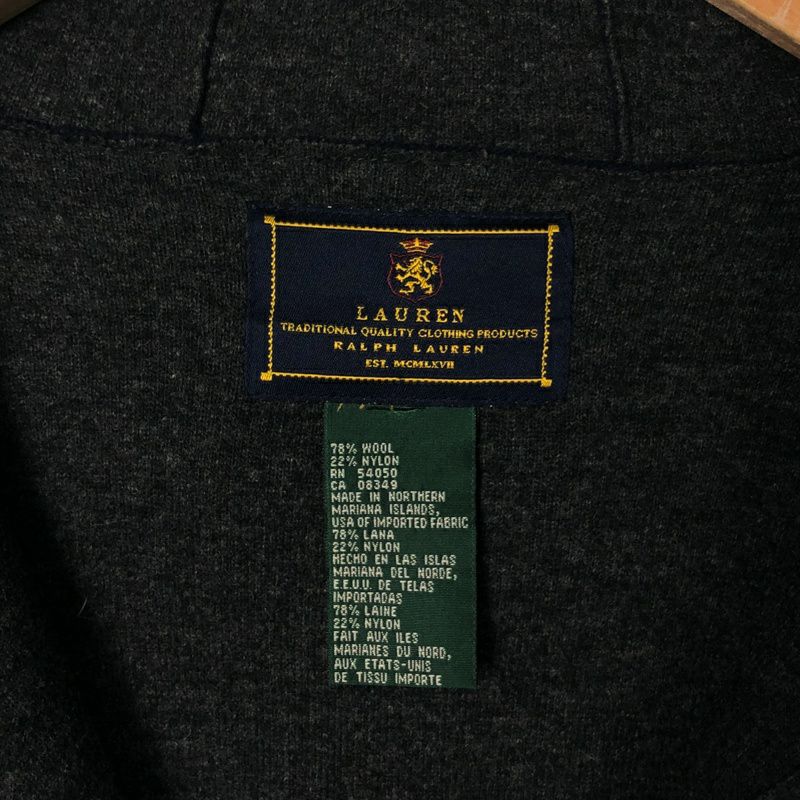 LAUREN
TRADITIONAL QUALITY CLOTHING PRODUCTS
RALPH LAUREN
EST. MCMLXVII
78% WOOL
22% NYLON
RN 54050
CA 08349
MADE IN NORTHERN
MARIANA ISLANDS,
USA OF IMPORTED FABRIC
78% LANA
22% NYLON
HECHO EN LAS ISLAS
MARIANA DEL NORDE,
E.E.U.U. DE TELAS
IMPORTADAS
78% LAINE
22% NYLON
FAIT AUX ILES
MARIANES DU NORD,
AUX ETATS-UNIS
DE TISSU IMPORTE